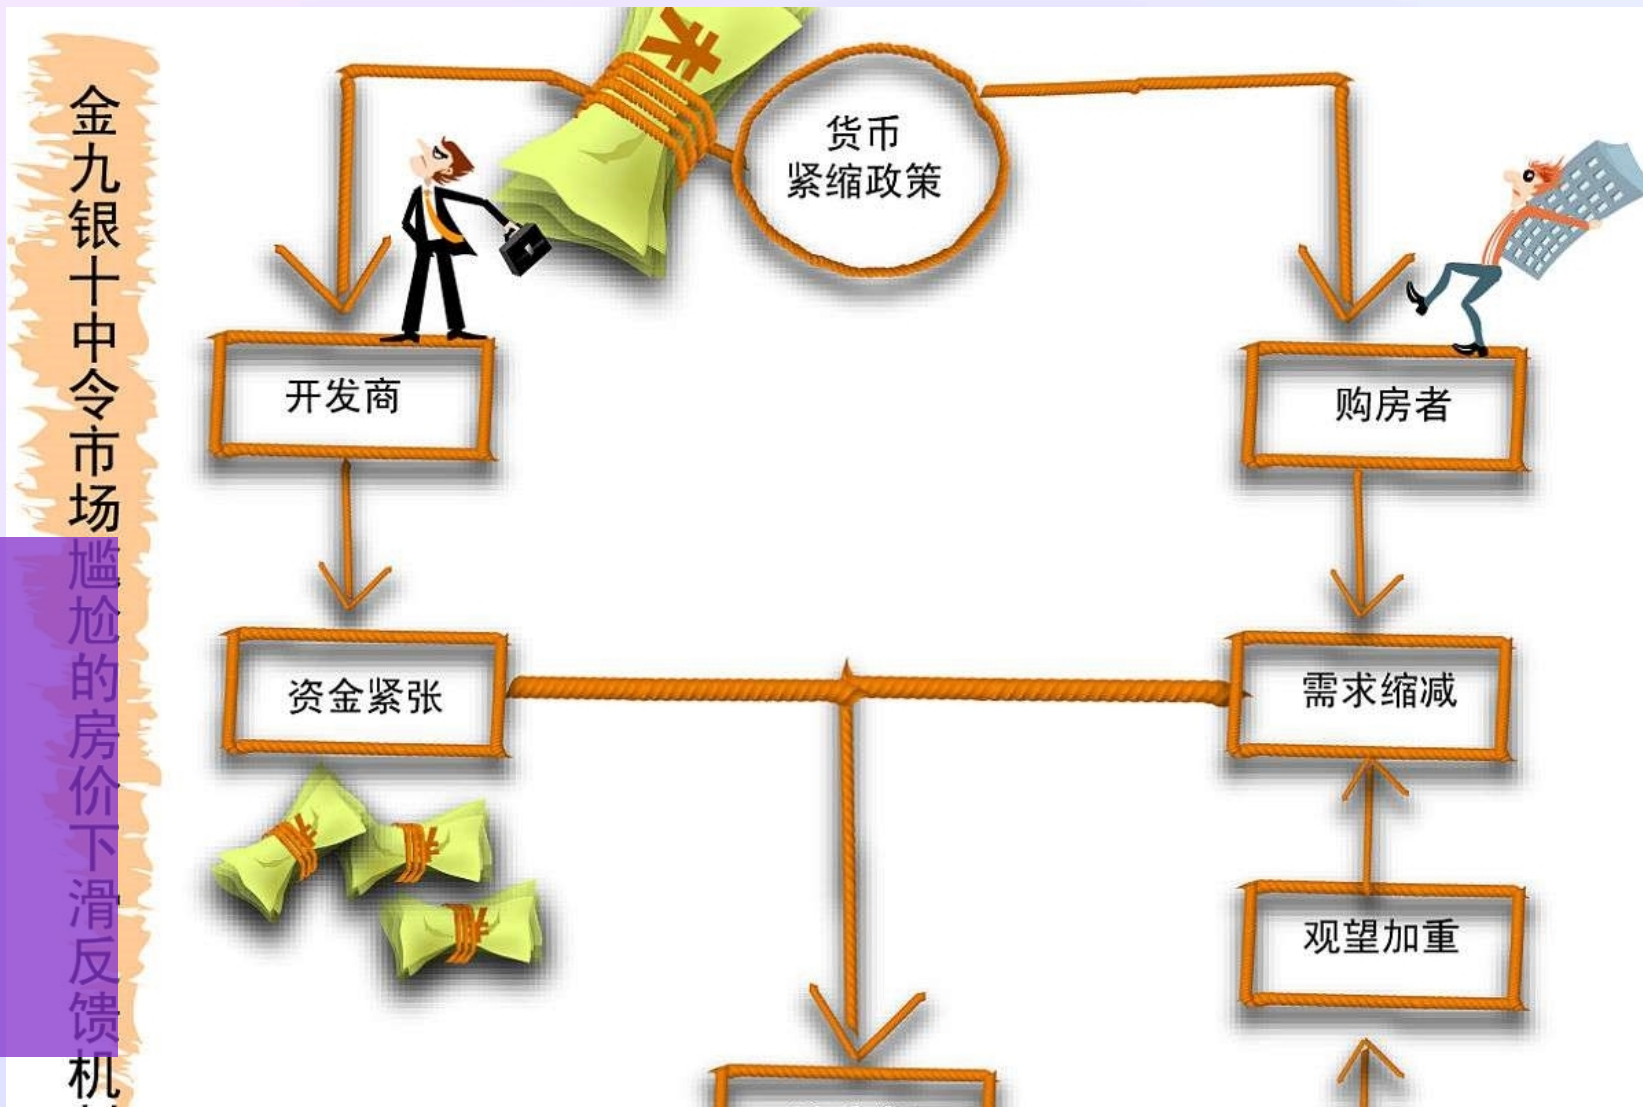 金九银十中令市场尴尬的房价下滑反馈机
货币
紧缩政策
开发商
购房者
资金紧张
需求缩减
观望加重